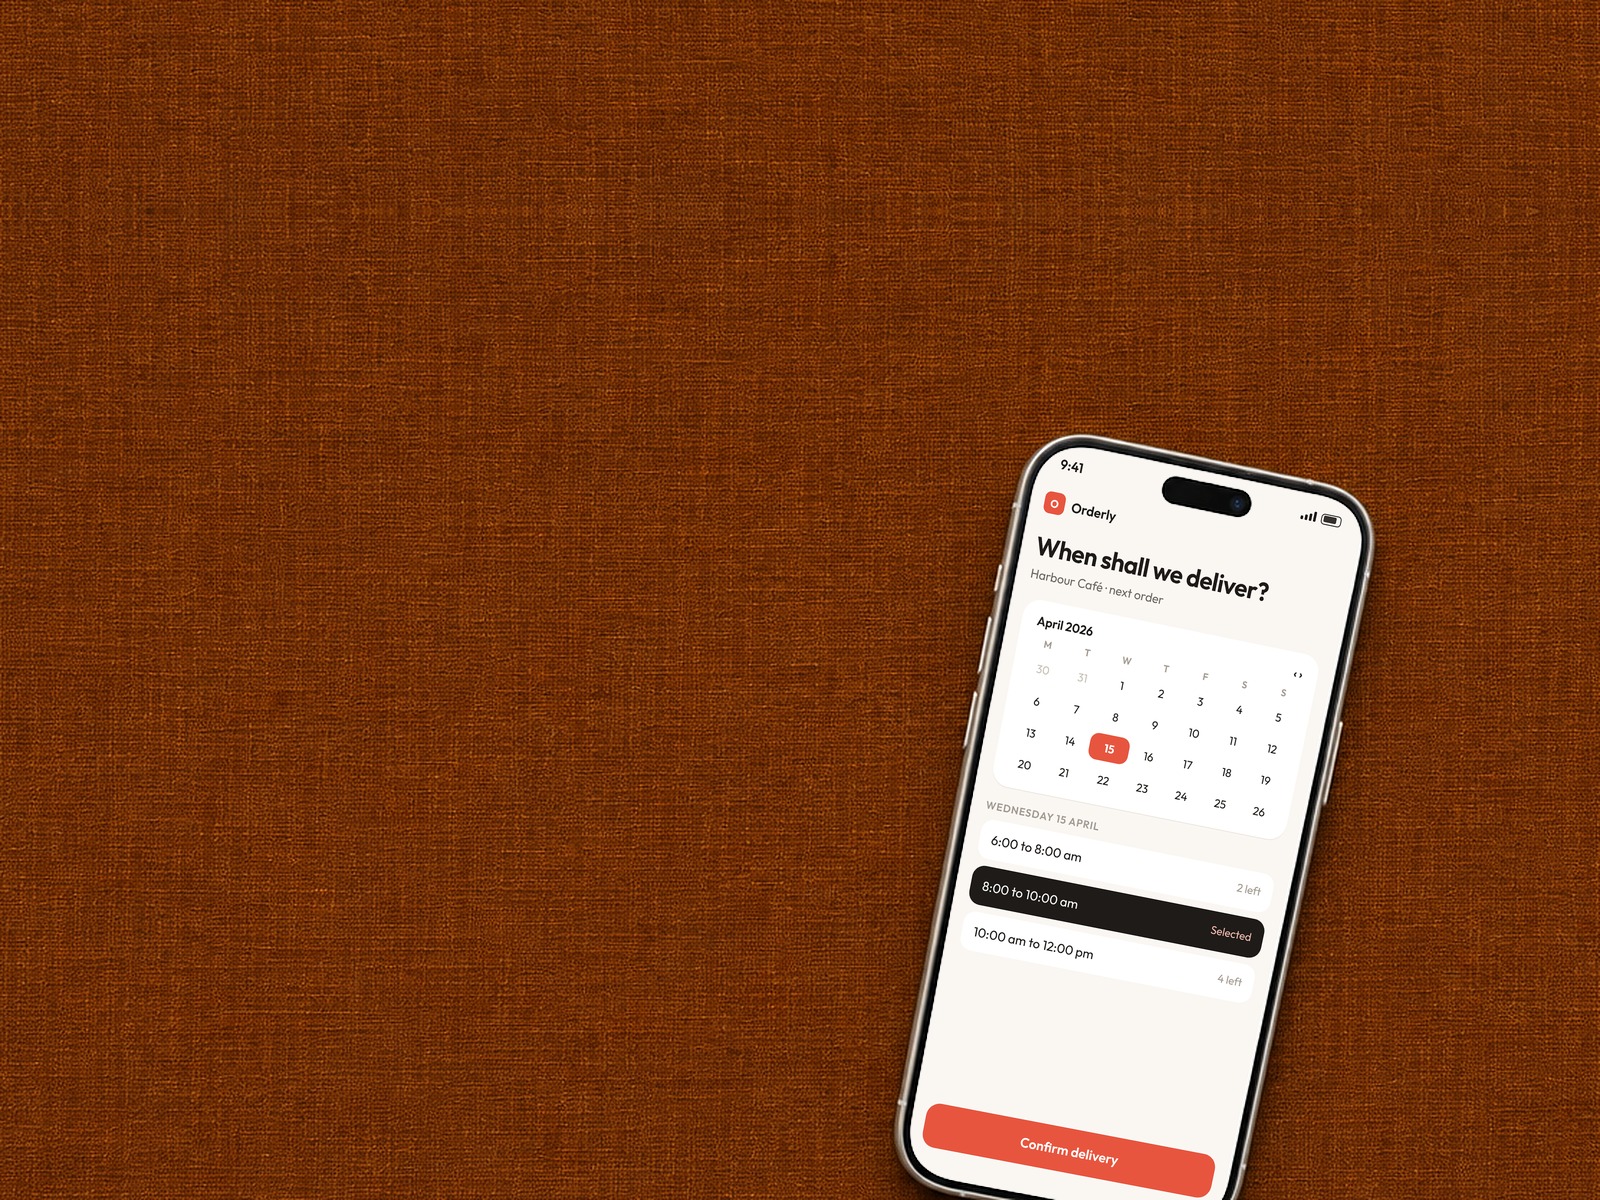 9:41
Orderly
When shall we deliver?
Harbour Café · next order
April 2026
‹ ›
M T W T F S S
30 31 1 2 3 4 5
6 7 8 9 10 11 12
13 14 15 16 17 18 19
20 21 22 23 24 25 26
WEDNESDAY 15 APRIL
6:00 to 8:00 am 2 left
8:00 to 10:00 am Selected
10:00 am to 12:00 pm 4 left
Confirm delivery